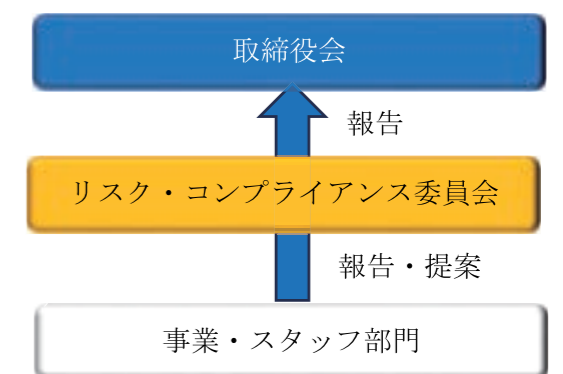 取締役会
報告
リスク・コンプライアンス委員会
報告・提案
事業・スタッフ部門